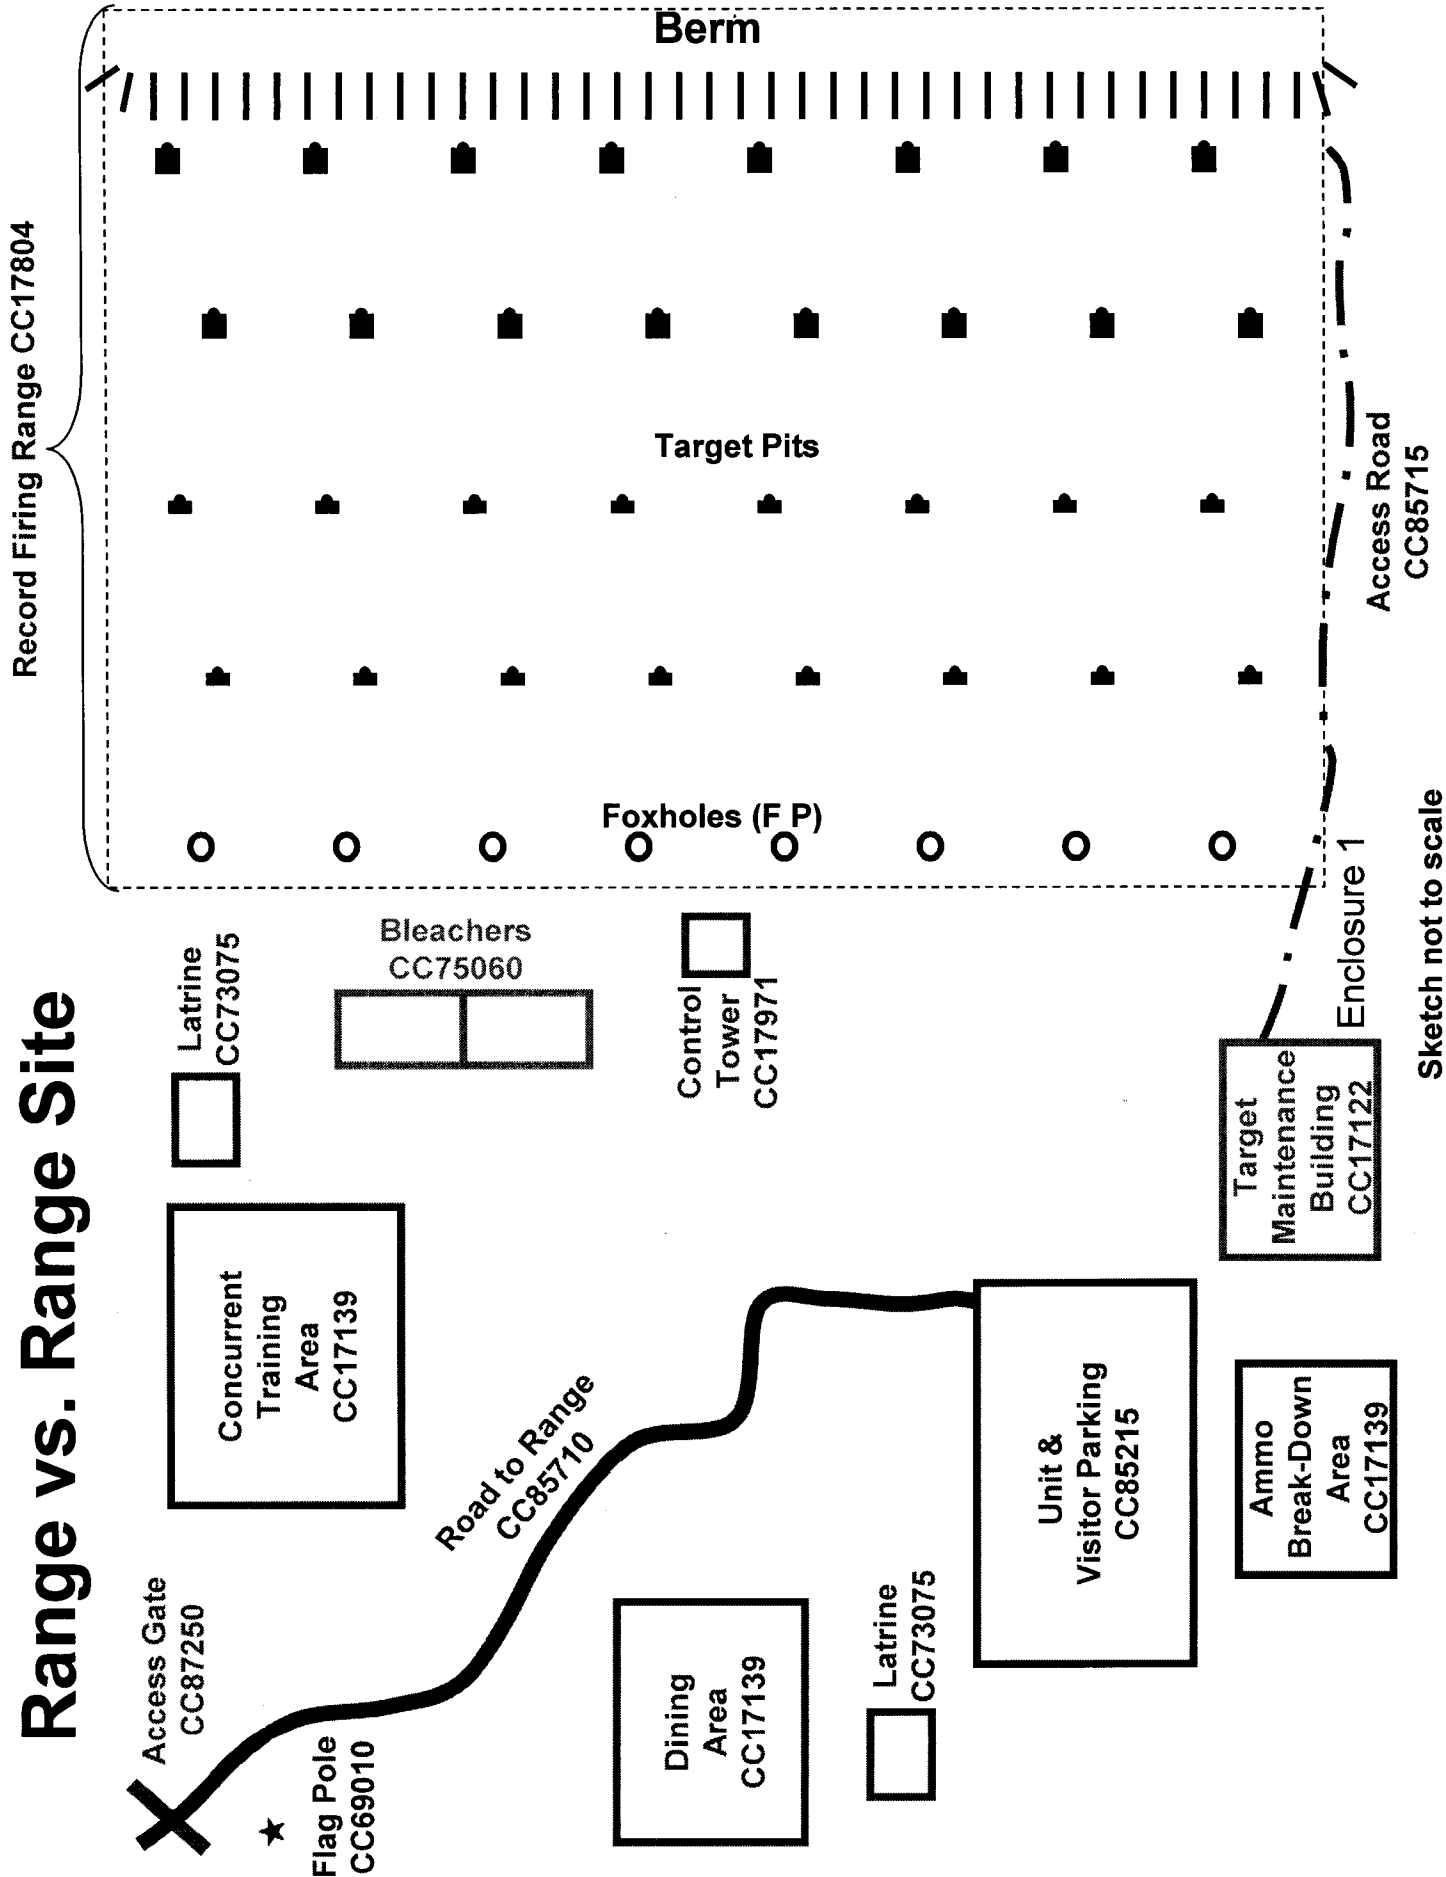 Range vs. Range Site
Record Firing Range CC17804
Berm
Target Pits
Foxholes (F P)
Access Road
CC85715
Latrine
CC73075
Bleachers
CC75060
Control
Tower
CC17971
Target
Maintenance
Building
CC17122
Enclosure 1
Sketch not to scale
Concurrent
Training
Area
CC17139
Road to Range
CC85710
Access Gate
CC87250
Flag Pole
CC69010
Dining
Area
CC17139
Latrine
CC73075
Unit &
Visitor Parking
CC85215
Ammo
Break-Down
Area
CC17139